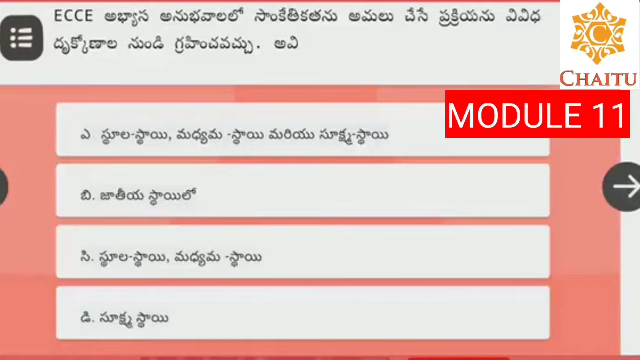 ECCE అభ్యాస అనుభవాలలో సాంకేతికతను అమలు చేసే ప్రక్రియను వివిధ
దృక్కోణాల నుండి గ్రహించవచ్చు. అవి
CHAITU
MODULE 11
ఎ. స్థూల-స్థాయి, మధ్యమ -స్థాయి మరియు సూక్ష్మ-స్థాయి
బి. జాతీయ స్థాయిలో
సి. స్థూల-స్థాయి, మధ్యమ -స్థాయి
డి. సూక్ష్మ స్థాయి